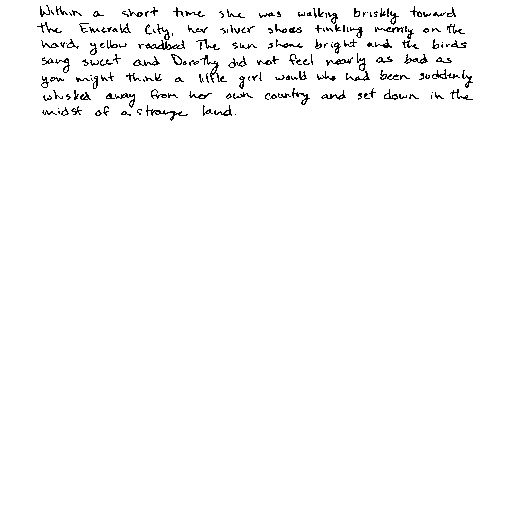 Within a short time she was walking briskly toward
the Emerald City, her silver shoes tinkling merrily on the
hard, yellow roadbed. The sun shone bright and the birds
sang sweet and Dorothy did not feel nearly as bad as
you might think a little girl would who had been suddenly
whisked away from her own country and set down in the
midst of a strange land.